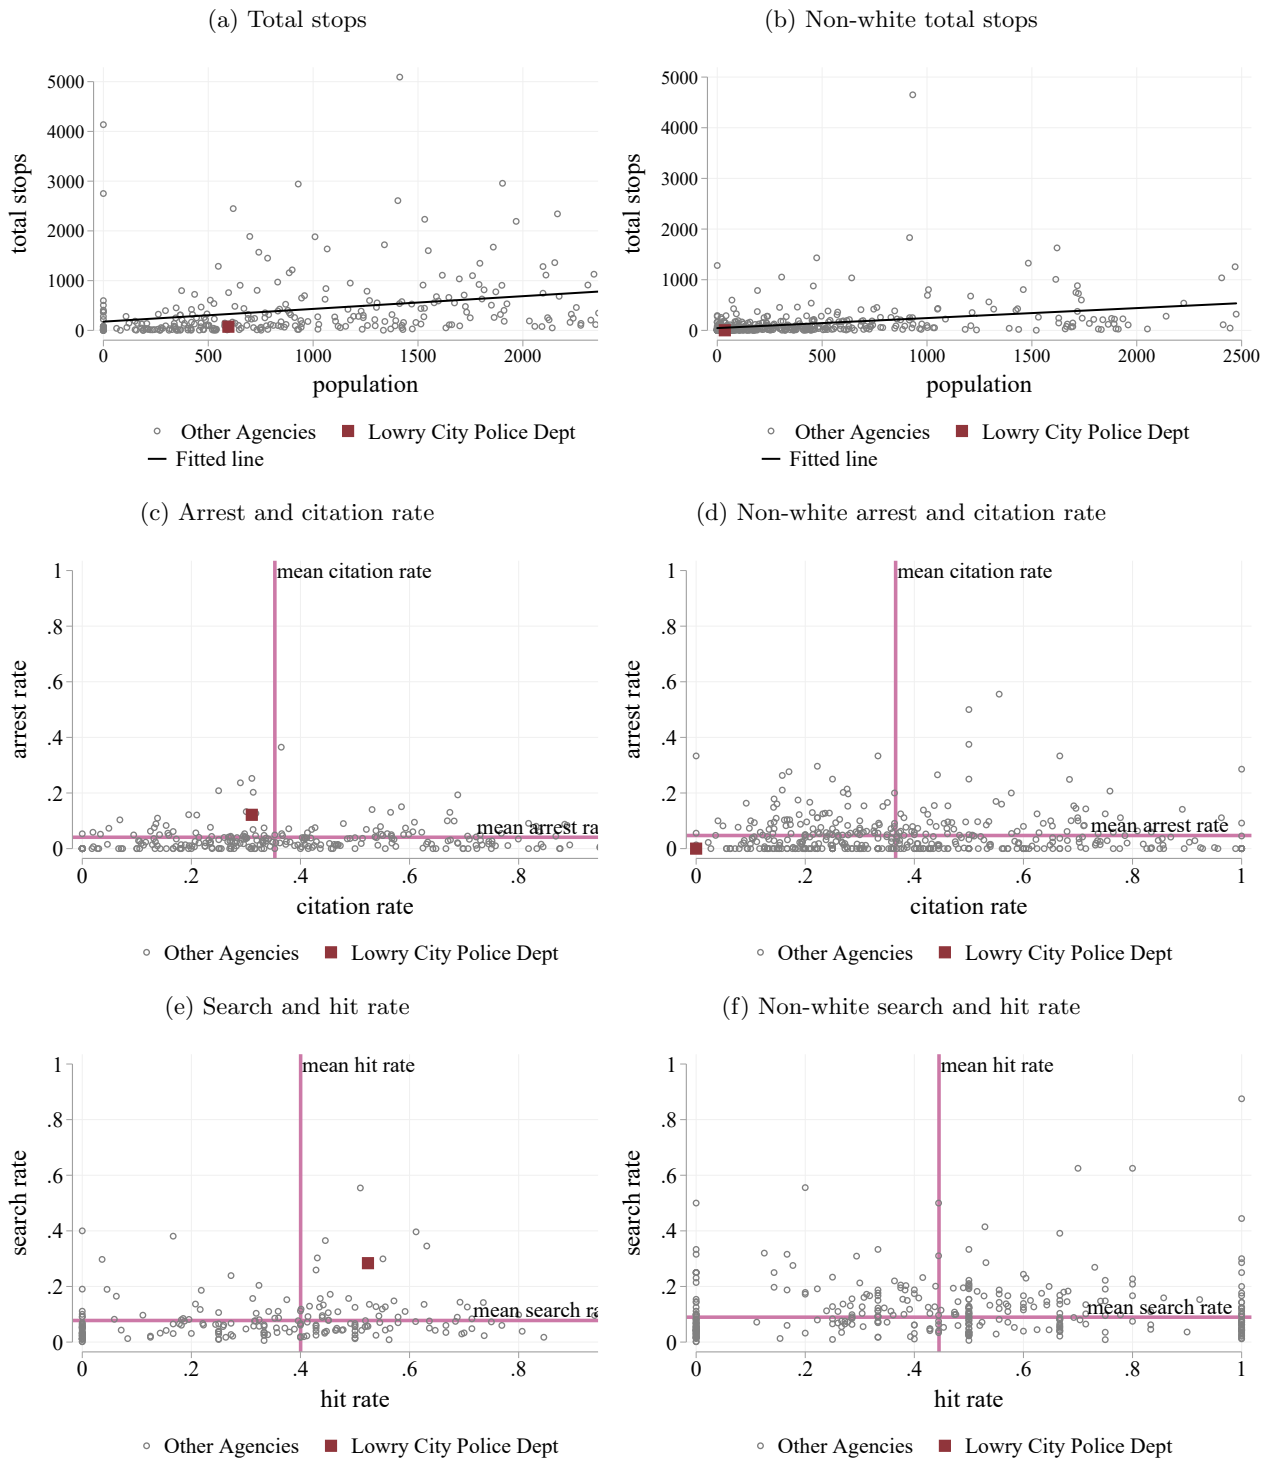 (a) Total stops
(b) Non-white total stops
total stops
5000
4000
3000
2000
1000
0
0 500 1000 1500 2000
population
Other Agencies Lowry City Police Dept
Fitted line
total stops
5000
4000
3000
2000
1000
0
0 500 1000 1500 2000 2500
population
Other Agencies Lowry City Police Dept
Fitted line
(c) Arrest and citation rate
(d) Non-white arrest and citation rate
arrest rate
1
.8
.6
.4
.2
0
mean citation rate
mean arrest ra
0 .2 .4 .6 .8
citation rate
Other Agencies Lowry City Police Dept
arrest rate
1
.8
.6
.4
.2
0
mean citation rate
mean arrest rate
0 .2 .4 .6 .8 1
citation rate
Other Agencies Lowry City Police Dept
(e) Search and hit rate
(f) Non-white search and hit rate
search rate
1
.8
.6
.4
.2
0
mean hit rate
mean search ra
0 .2 .4 .6 .8
hit rate
Other Agencies Lowry City Police Dept
search rate
1
.8
.6
.4
.2
0
mean hit rate
mean search rate
0 .2 .4 .6 .8 1
hit rate
Other Agencies Lowry City Police Dept